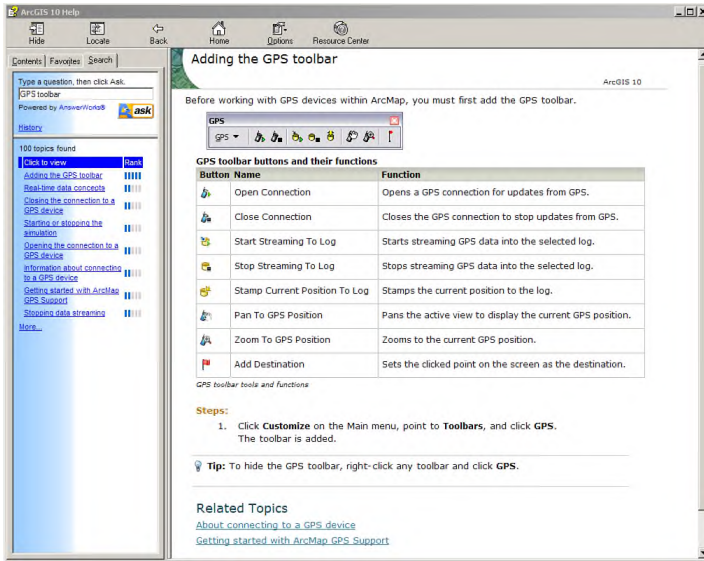 ArcGIS 10 Help
Hide Locate Back Home Options Resource Center
Contents Favorites Search
Type a question, then click Ask.
GPS toolbar
Powered by AnswerWorks®
ask
History
100 topics found
Click to view Rank
Adding the GPS toolbar
Real-time data concepts
Closing the connection to a
GPS device
Starting or stopping the
simulation
Opening the connection to a
GPS device
Information about connecting
to a GPS device
Getting started with ArcMap
GPS Support
Stopping data streaming
More...
Adding the GPS toolbar
ArcGIS 10
Before working with GPS devices within ArcMap, you must first add the GPS toolbar.
GPS
GPS
GPS toolbar buttons and their functions
Button Name Function
Open Connection Opens a GPS connection for updates from GPS.
Close Connection Closes the GPS connection to stop updates from GPS.
Start Streaming To Log Starts streaming GPS data into the selected log.
Stop Streaming To Log Stops streaming GPS data into the selected log.
Stamp Current Position To Log Stamps the current position to the log.
Pan To GPS Position Pans the active view to display the current GPS position.
Zoom To GPS Position Zooms to the current GPS position.
Add Destination Sets the clicked point on the screen as the destination.
GPS toolbar tools and functions
Steps:
1. Click Customize on the Main menu, point to Toolbars, and click GPS.
The toolbar is added.
Tip: To hide the GPS toolbar, right-click any toolbar and click GPS.
Related Topics
About connecting to a GPS device
Getting started with ArcMap GPS Support